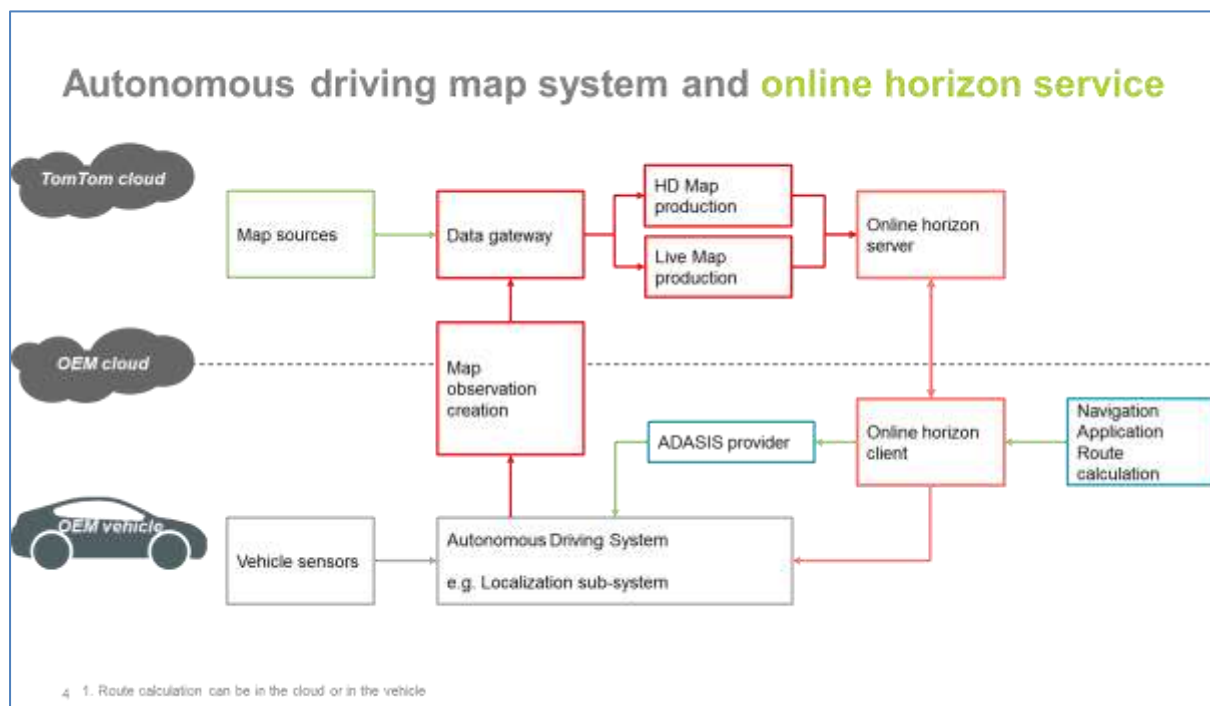 Autonomous driving map system and online horizon service
TomTom cloud
Map sources
Data gateway
HD Map
production
Live Map
production
Online horizon
server
OEM cloud
Map
observation
creation
ADASIS provider
Online horizon
client
Navigation
Application
Route
calculation
OEM vehicle
Vehicle sensors
Autonomous Driving System
e.g. Localization sub-system
4 1. Route calculation can be in the cloud or in the vehicle